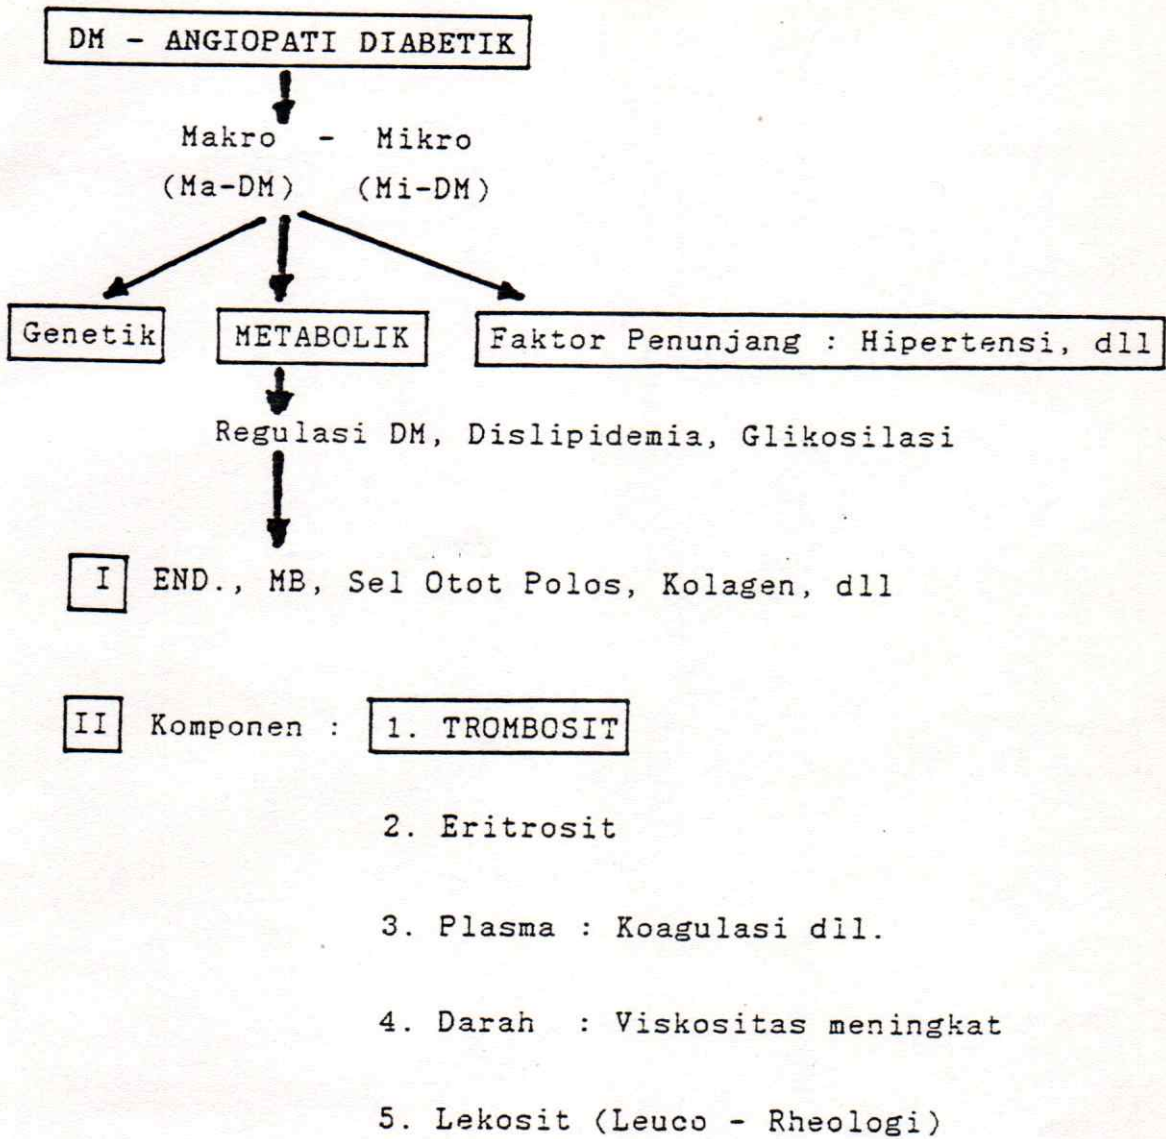 DM - ANGIOPATI DIABETIK
Makro - Mikro
(Ma-DM) (Mi-DM)
Genetik METABOLIK Faktor Penunjang : Hipertensi, dll
Regulasi DM, Dislipidemia, Glikosilasi
I END., MB, Sel Otot Polos, Kolagen, dll
II Komponen : 1. TROMBOSIT
2. Eritrosit
3. Plasma : Koagulasi dll.
4. Darah : Viskositas meningkat
5. Lekosit (Leuco - Rheologi)